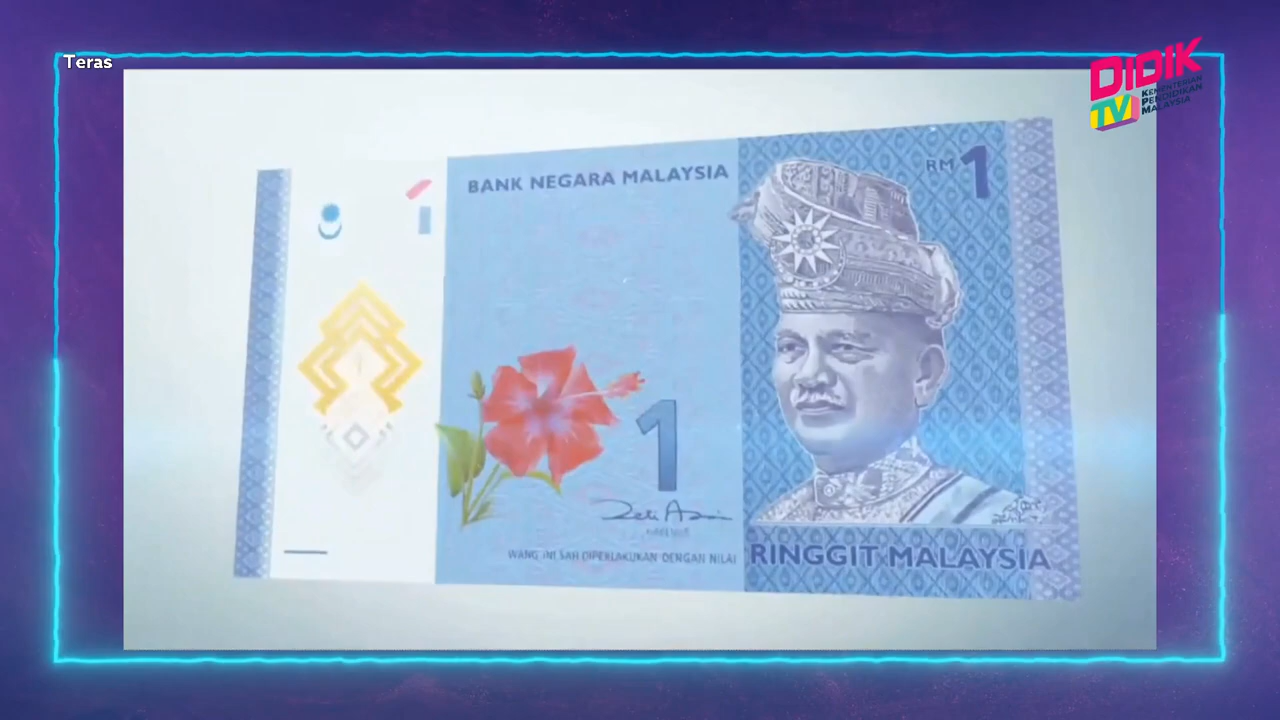 Teras
DIDIK
TV
KEMENTERIAN
PENDIDIKAN
MALAYSIA
BANK NEGARA MALAYSIA
RM 1
1
WANG INI SAH DIPERLAKUKAN DENGAN NILAI
RINGGIT MALAYSIA